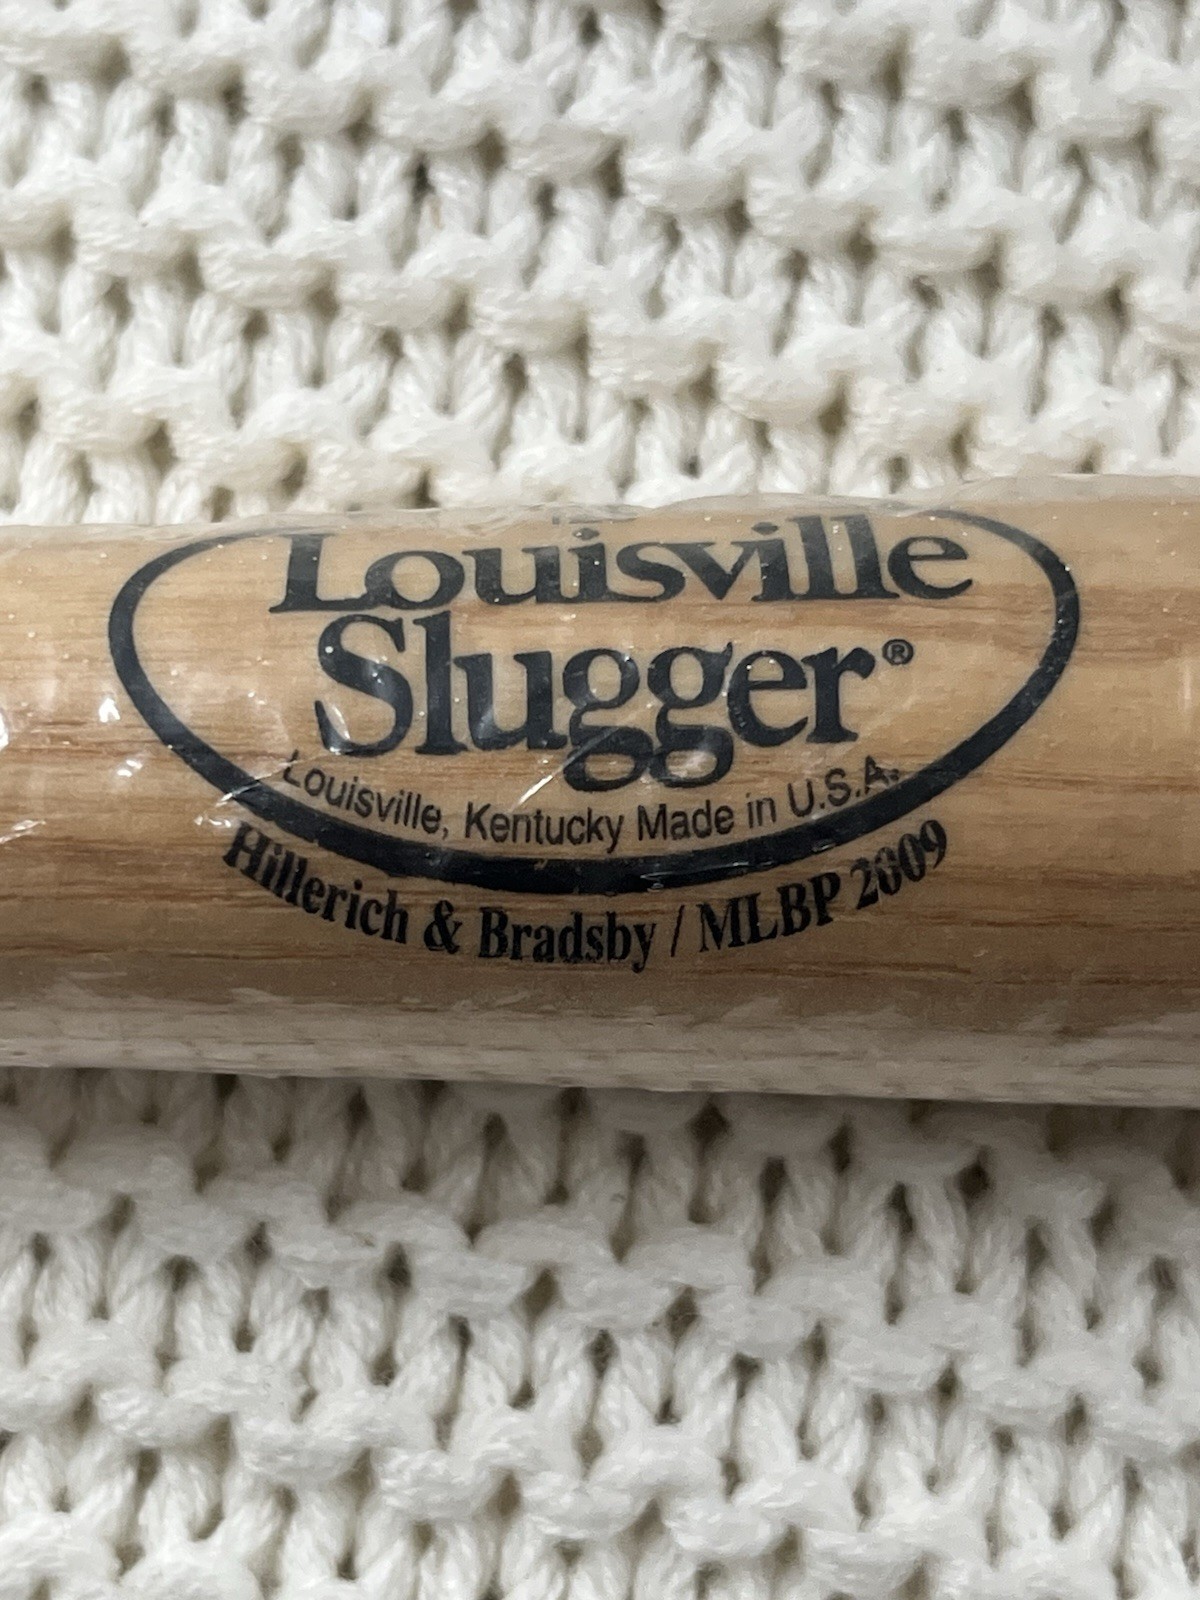 Louisville
Slugger®
Louisville, Kentucky Made in U.S.A.
Hillerich & Bradsby / MLBP 2009